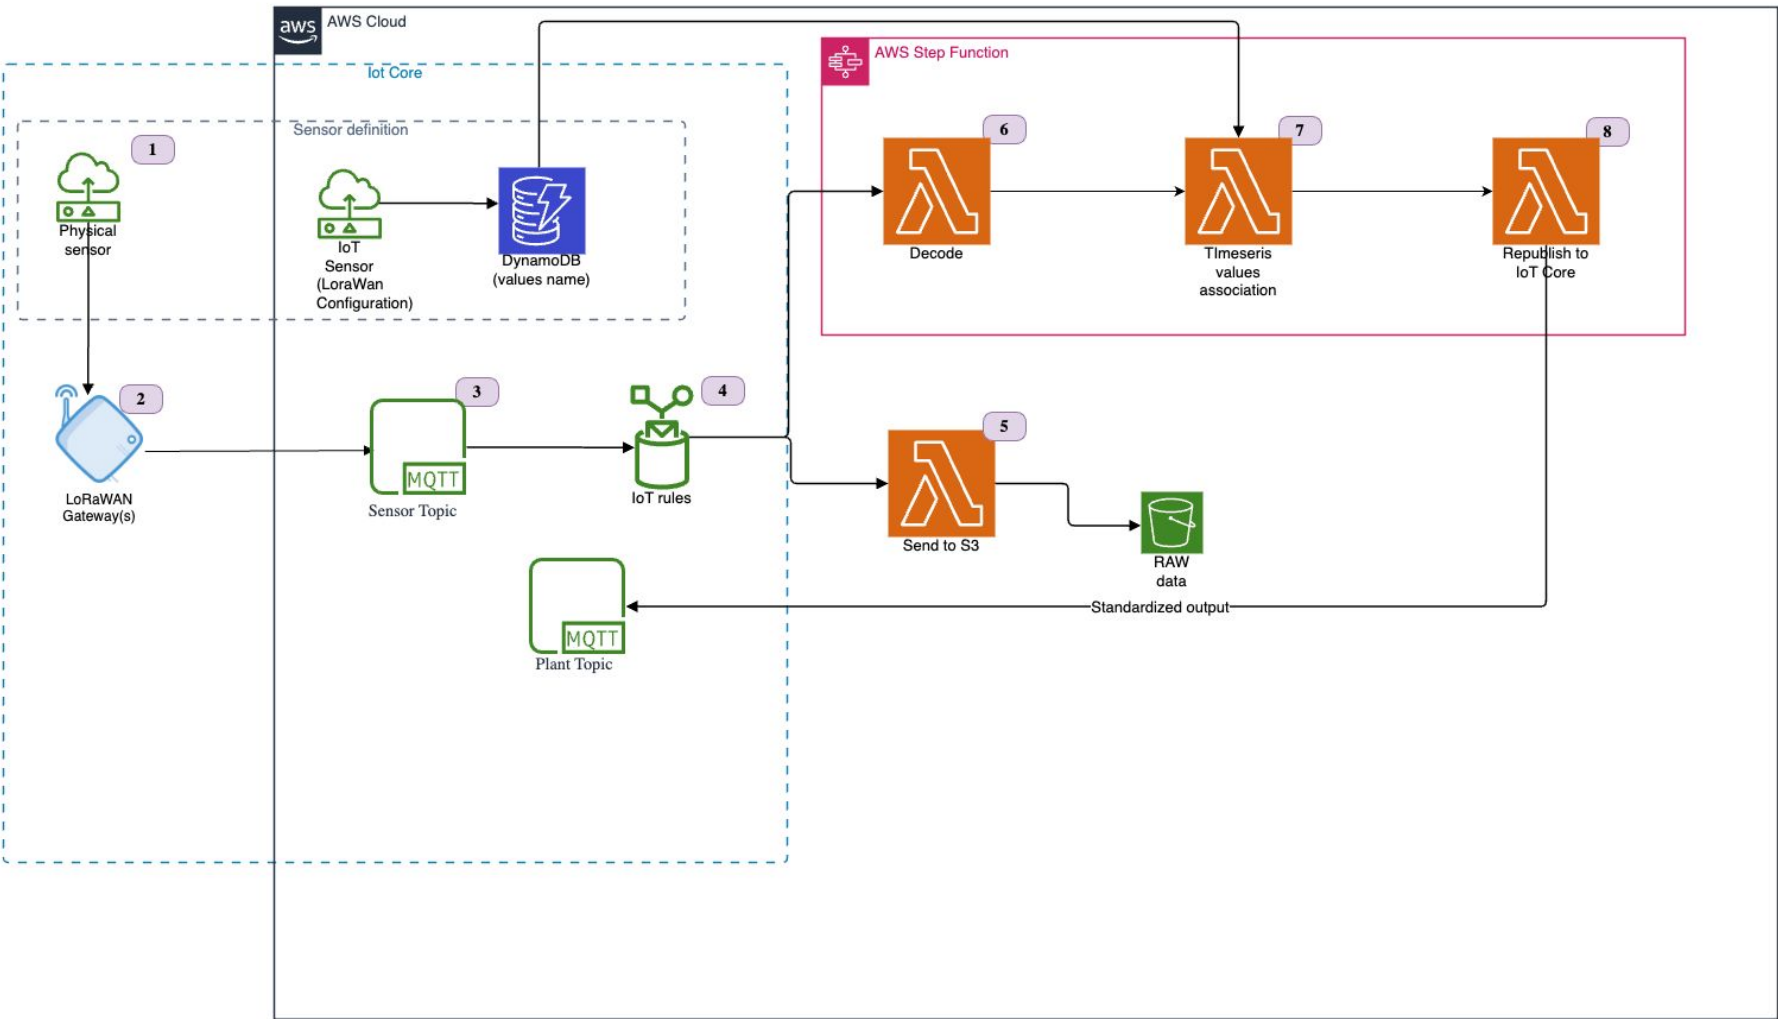 aws
AWS Cloud
Iot Core
AWS Step Function
Sensor definition
1
Physical
sensor
IoT
Sensor
(LoraWan
Configuration)
DynamoDB
(values name)
6
Decode
7
TImeseris
values
association
8
Republish to
IoT Core
2
LoRaWAN
Gateway(s)
3
MQTT
Sensor Topic
4
IoT rules
5
Send to S3
RAW
data
Standardized output
MQTT
Plant Topic